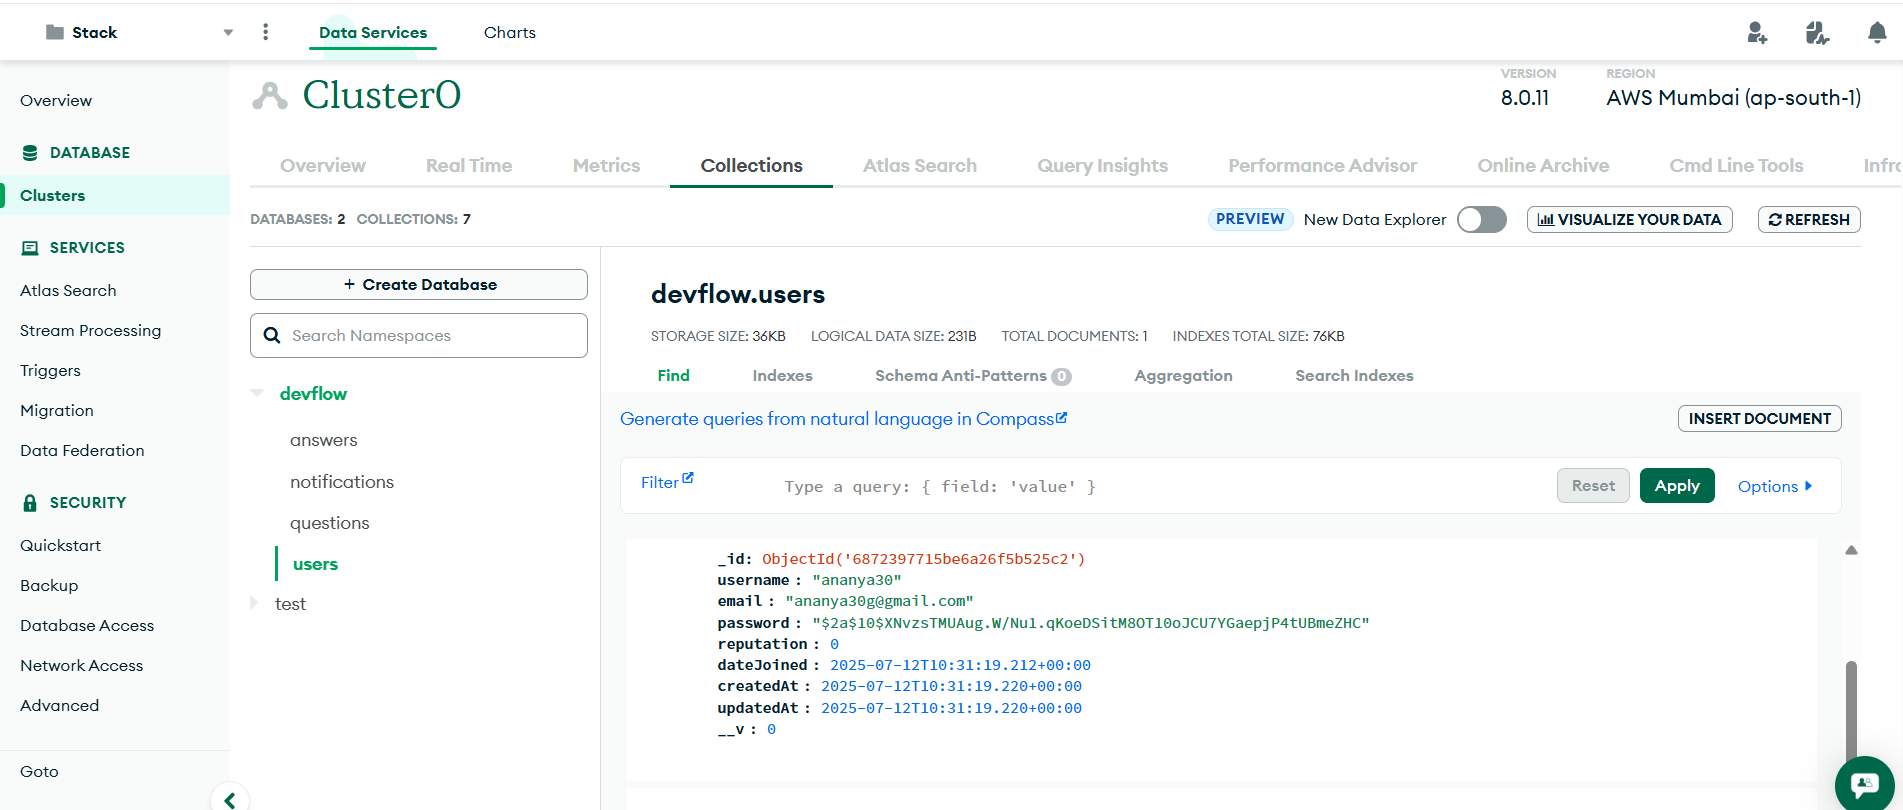 Stack
Data Services
Charts
Overview
DATABASE
Clusters
SERVICES
Atlas Search
Stream Processing
Triggers
Migration
Data Federation
SECURITY
Quickstart
Backup
Database Access
Network Access
Advanced
Goto
Cluster0
VERSION
8.0.11
REGION
AWS Mumbai (ap-south-1)
Overview
Real Time
Metrics
Collections
Atlas Search
Query Insights
Performance Advisor
Online Archive
Cmd Line Tools
Infr
DATABASES: 2 COLLECTIONS: 7
PREVIEW
New Data Explorer
VISUALIZE YOUR DATA
REFRESH
+ Create Database
Search Namespaces
devflow
answers
notifications
questions
users
test
devflow.users
STORAGE SIZE: 36KB LOGICAL DATA SIZE: 231B TOTAL DOCUMENTS: 1 INDEXES TOTAL SIZE: 76KB
Find
Indexes
Schema Anti-Patterns 0
Aggregation
Search Indexes
Generate queries from natural language in Compass
INSERT DOCUMENT
Filter
Type a query: { field: 'value' }
Reset
Apply
Options
_id: ObjectId('6872397715be6a26f5b525c2')
username : "ananya30"
email : "ananya30g@gmail.com"
password : "$2a$10$XNvzsTMUAug.W/Nu1.qKoeDSitM8OT10oJCU7YGaepjP4tUBmeZHC"
reputation : 0
dateJoined : 2025-07-12T10:31:19.212+00:00
createdAt : 2025-07-12T10:31:19.220+00:00
updatedAt : 2025-07-12T10:31:19.220+00:00
__v : 0